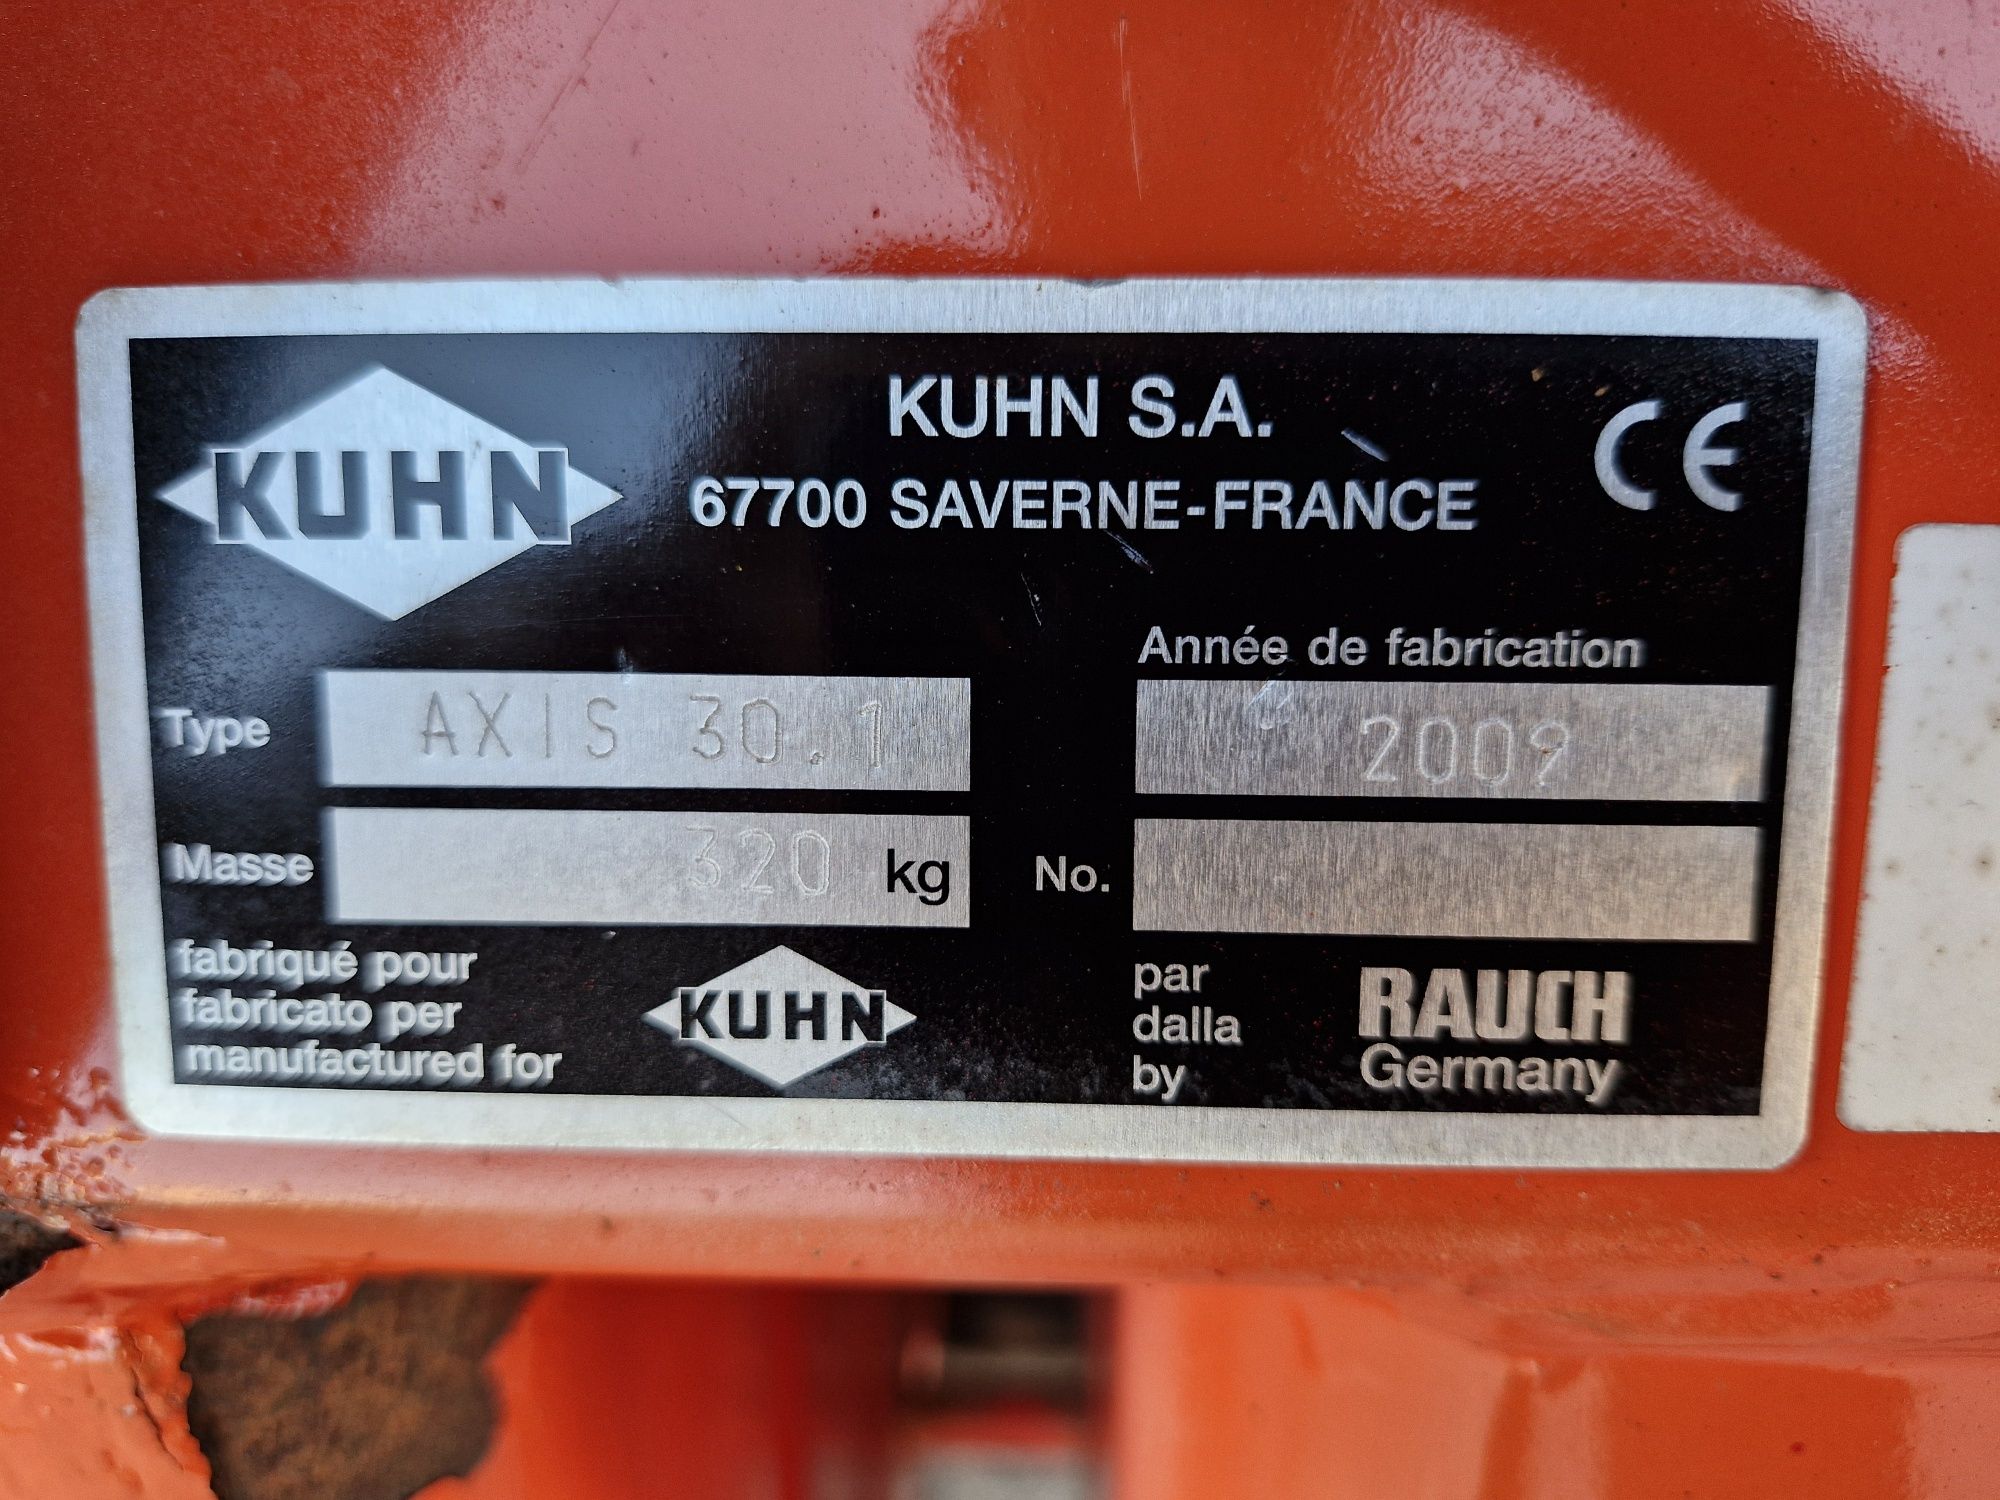 KUHN
KUHN S.A.
67700 SAVERNE-FRANCE
CE
Année de fabrication
Type AXIS 30.1 2009
Masse 320 kg No.
fabriqué pour
fabricato per
manufactured for
KUHN
par
dalla
by
RAUCH
Germany